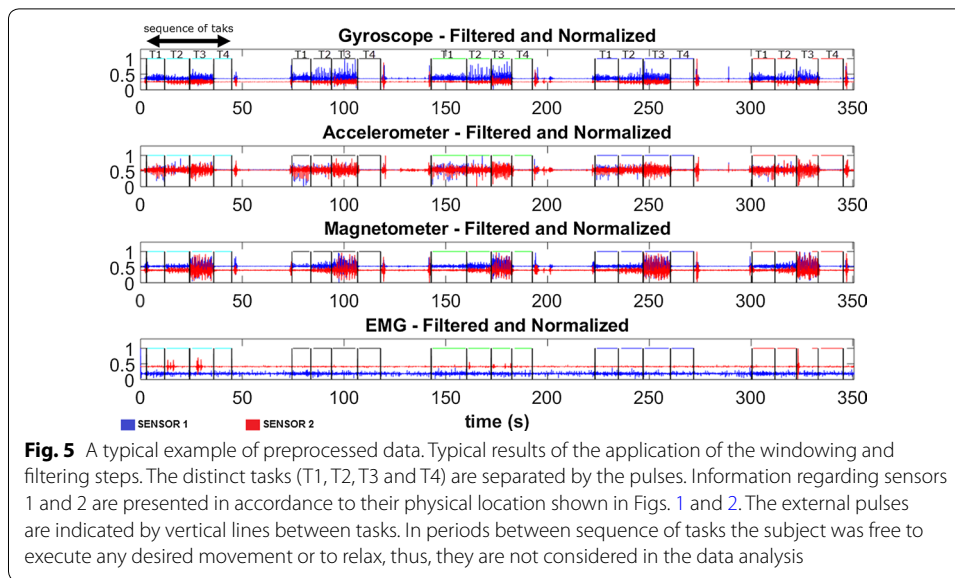 sequence of taks
Gyroscope - Filtered and Normalized
T1 T2 T3 T4 T1 T2 T3 T4 T1 T2 T3 T4 T1 T2 T3 T4 T1 T2 T3 T4
1
0.5
0
0 50 100 150 200 250 300 350
Accelerometer - Filtered and Normalized
1
0.5
0
0 50 100 150 200 250 300 350
Magnetometer - Filtered and Normalized
1
0.5
0
0 50 100 150 200 250 300 350
EMG - Filtered and Normalized
1
0.5
0
0 50 100 150 200 250 300 350
SENSOR 1 SENSOR 2 time (s)
Fig. 5 A typical example of preprocessed data. Typical results of the application of the windowing and
filtering steps. The distinct tasks (T1, T2, T3 and T4) are separated by the pulses. Information regarding sensors
1 and 2 are presented in accordance to their physical location shown in Figs. 1 and 2. The external pulses
are indicated by vertical lines between tasks. In periods between sequence of tasks the subject was free to
execute any desired movement or to relax, thus, they are not considered in the data analysis